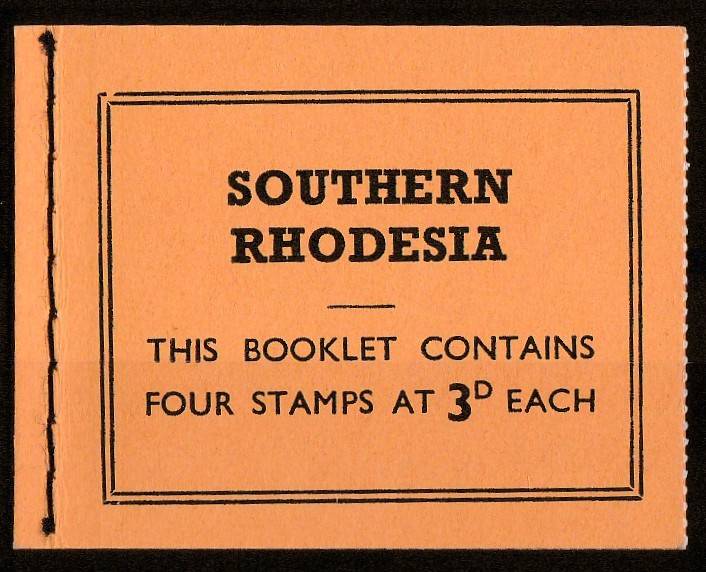 SOUTHERN
RHODESIA
THIS BOOKLET CONTAINS
FOUR STAMPS AT 3D EACH